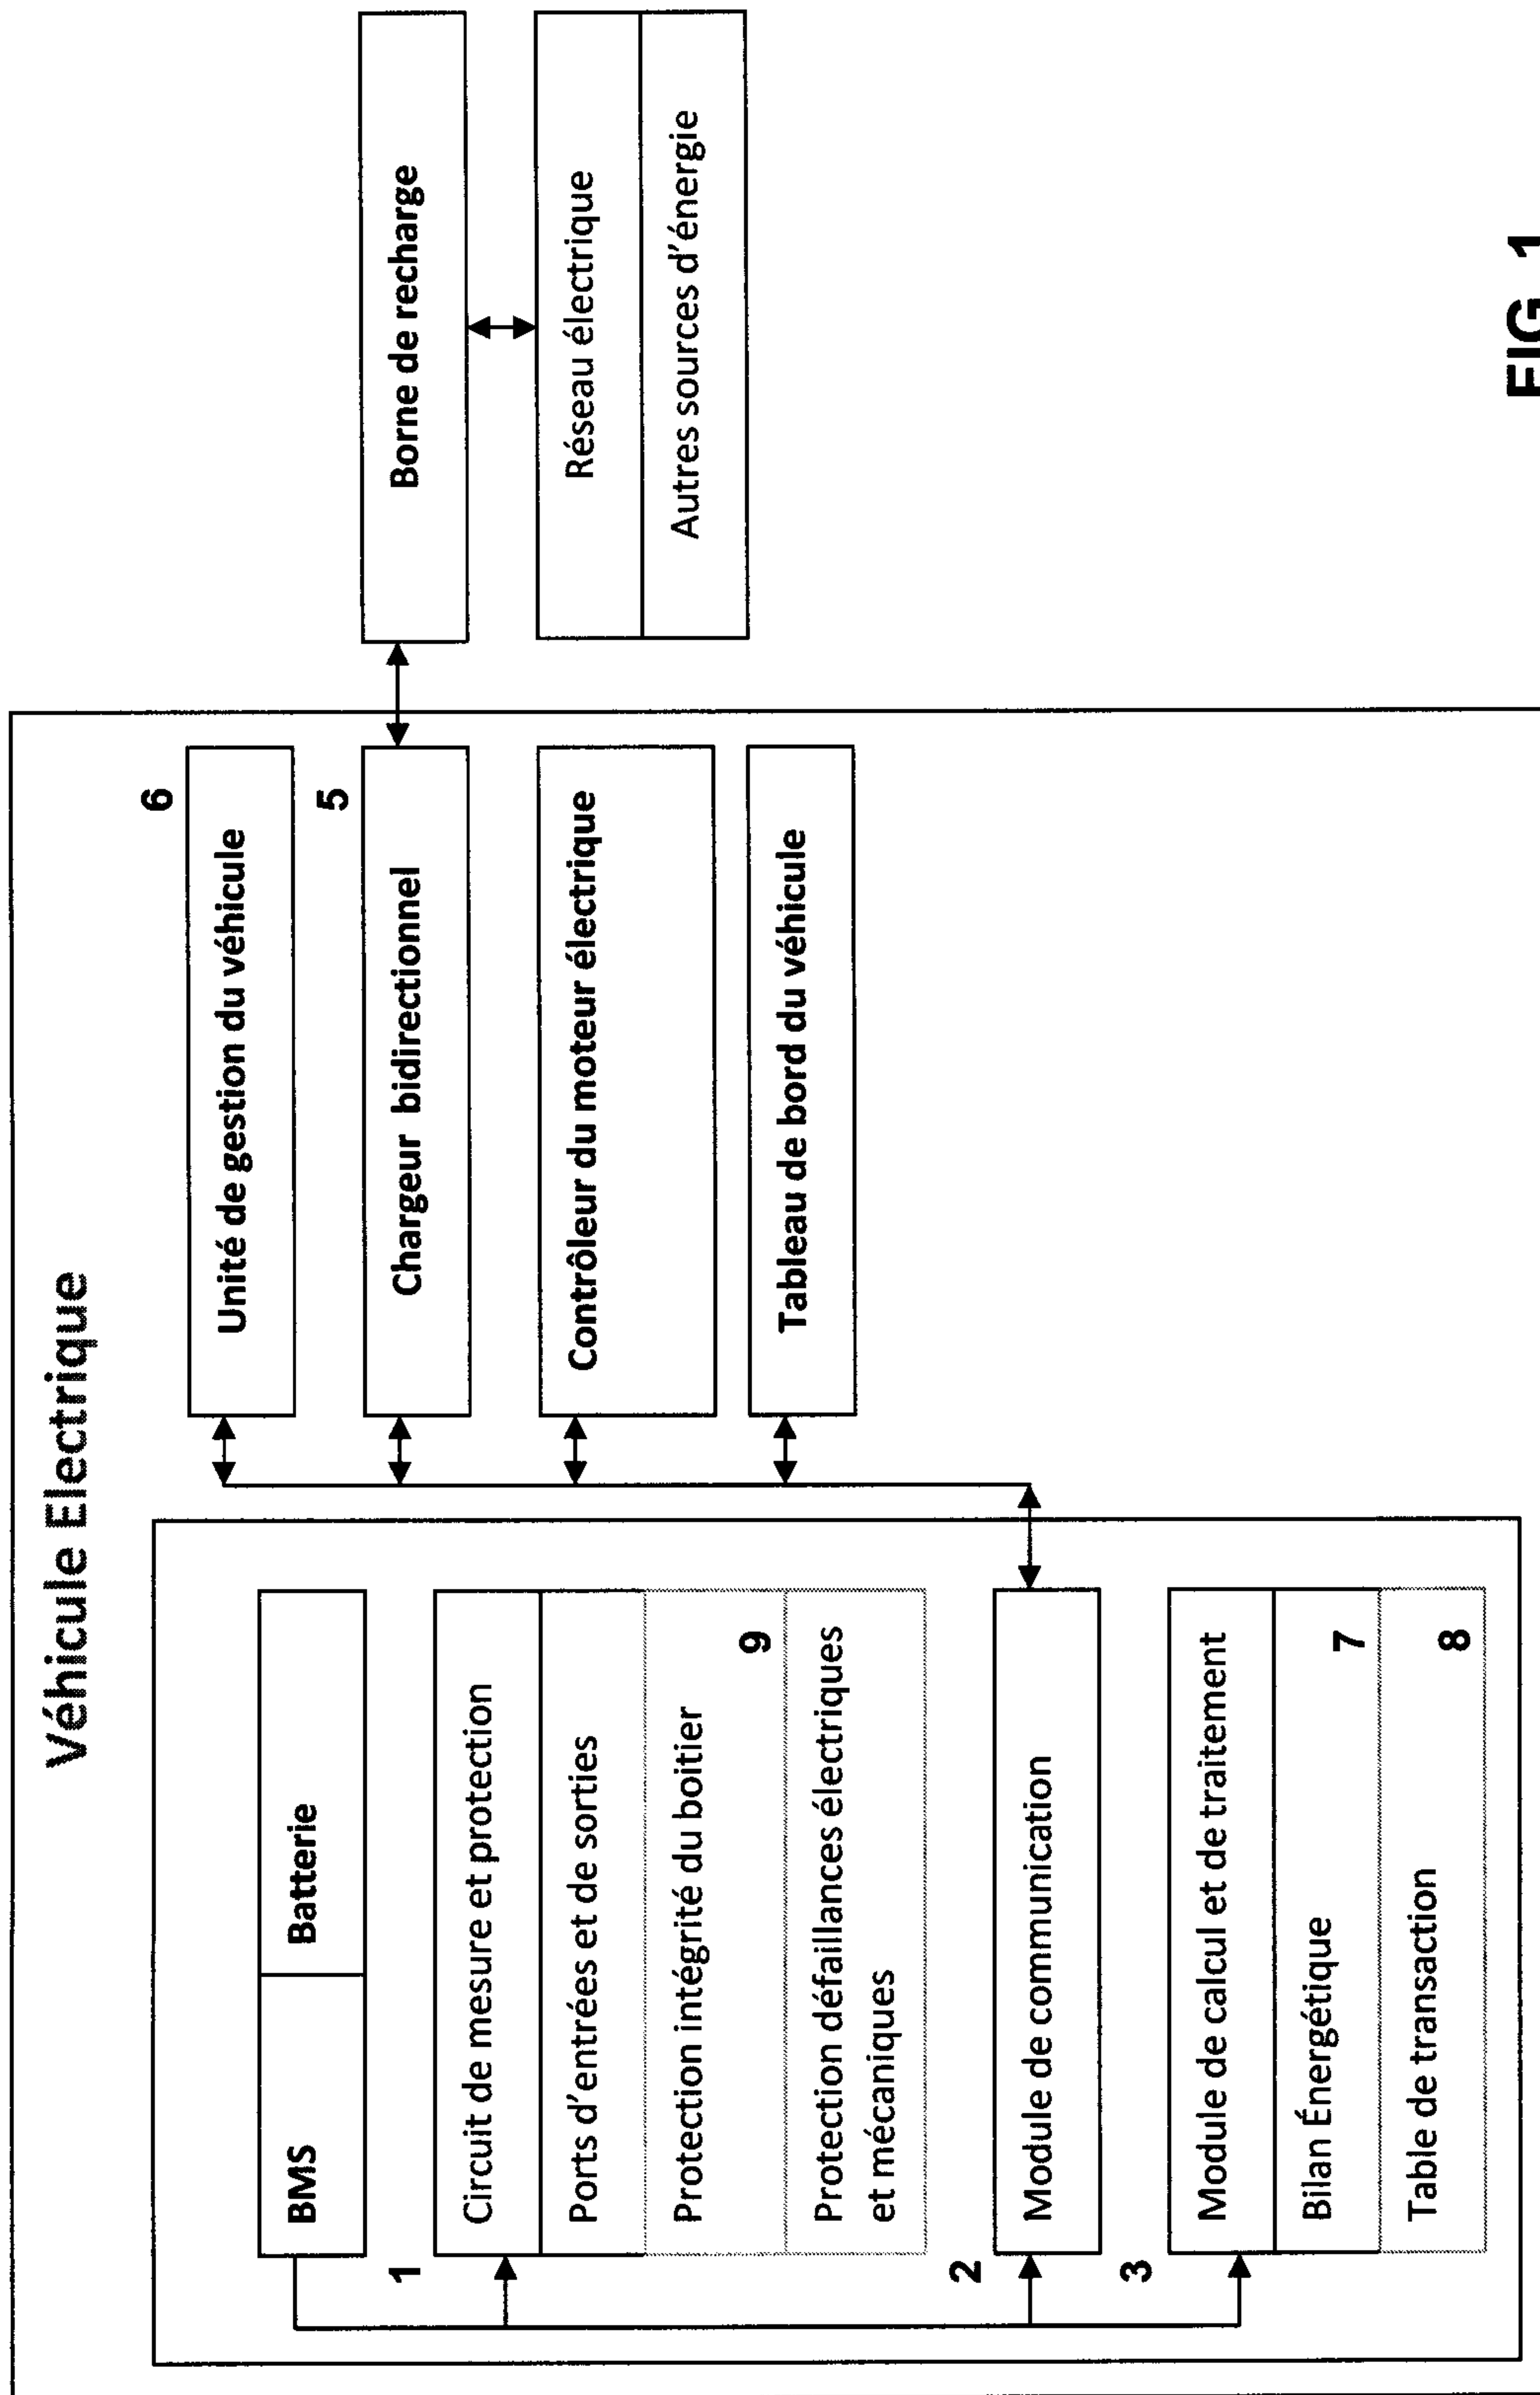 Véhicule Electrique
BMS
Batterie
1
Circuit de mesure et protection
Ports d'entrées et de sorties
Protection intégrité du boitier
9
Protection défaillances électriques
et mécaniques
2
Module de communication
3
Module de calcul et de traitement
Bilan Énergétique
7
Table de transaction
8
6
Unité de gestion du véhicule
5
Chargeur bidirectionnel
Contrôleur du moteur électrique
Tableau de bord du véhicule
Borne de recharge
Réseau électrique
Autres sources d'énergie
FIG 1